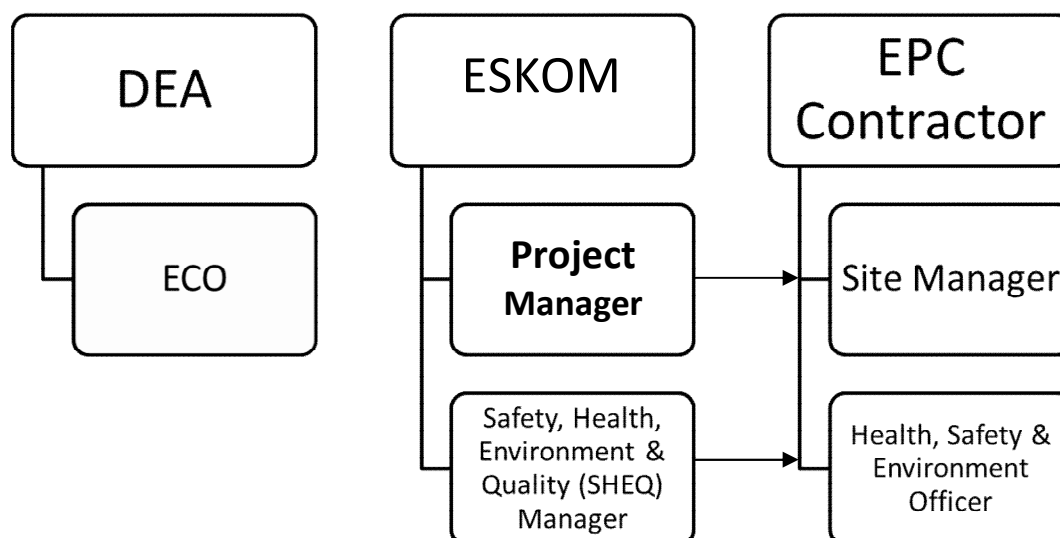 DEA
ECO
ESKOM
Project
Manager
Safety, Health,
Environment &
Quality (SHEQ)
Manager
EPC
Contractor
Site Manager
Health, Safety &
Environment
Officer